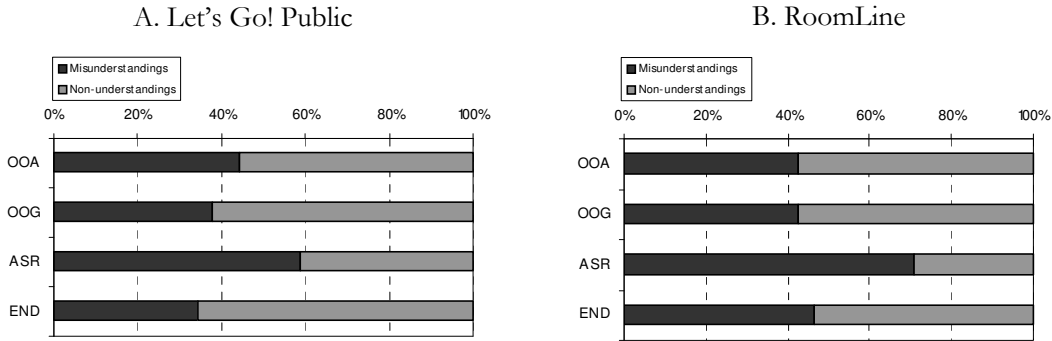 A. Let’s Go! Public
Misunderstandings
Non-understandings
0% 20% 40% 60% 80% 100%
OOA
OOG
ASR
END
B. RoomLine
Misunderstandings
Non-understandings
0% 20% 40% 60% 80% 100%
OOA
OOG
ASR
END